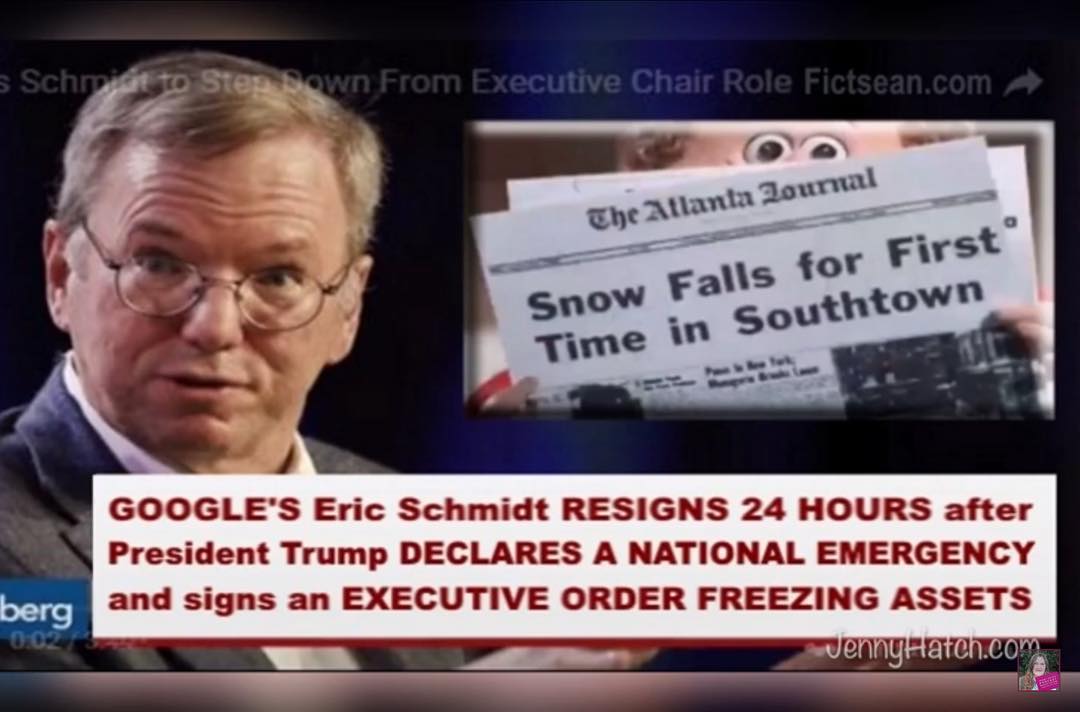 s Schmidt to Step Down From Executive Chair Role Fictsean.com
The Atlanta Journal
Snow Falls for First
Time in Southtown
GOOGLE'S Eric Schmidt RESIGNS 24 HOURS after
President Trump DECLARES A NATIONAL EMERGENCY
and signs an EXECUTIVE ORDER FREEZING ASSETS
berg
0:02 /
JennyHatch.com